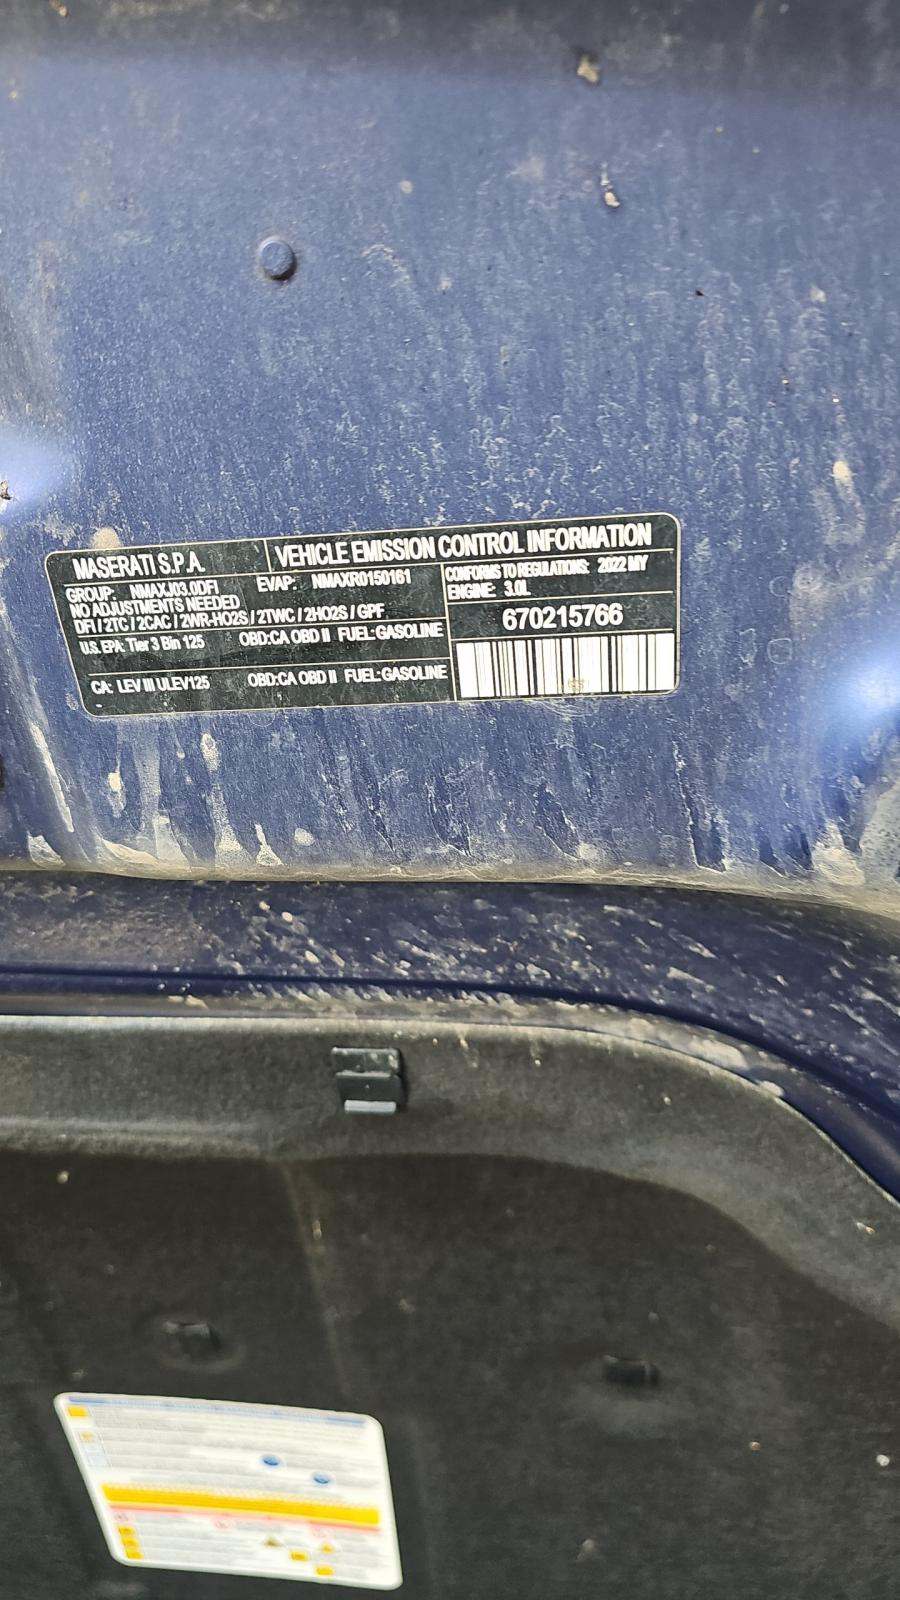 MASERATI S.P.A.
VEHICLE EMISSION CONTROL INFORMATION
GROUP: NMAXJ03.0DFI EVAP: NMAXR0150161
NO ADJUSTMENTS NEEDED
DFI / 2TC / 2CAC / 2WR-HO2S / 2TWC / 2HO2S / GPF
U.S. EPA: Tier 3 Bin 125 OBD:CA OBD II FUEL:GASOLINE
CA: LEV III ULEV125 OBD:CA OBD II FUEL:GASOLINE
CONFORMS TO REGULATIONS: 2022 MY
ENGINE: 3.0L
670215766